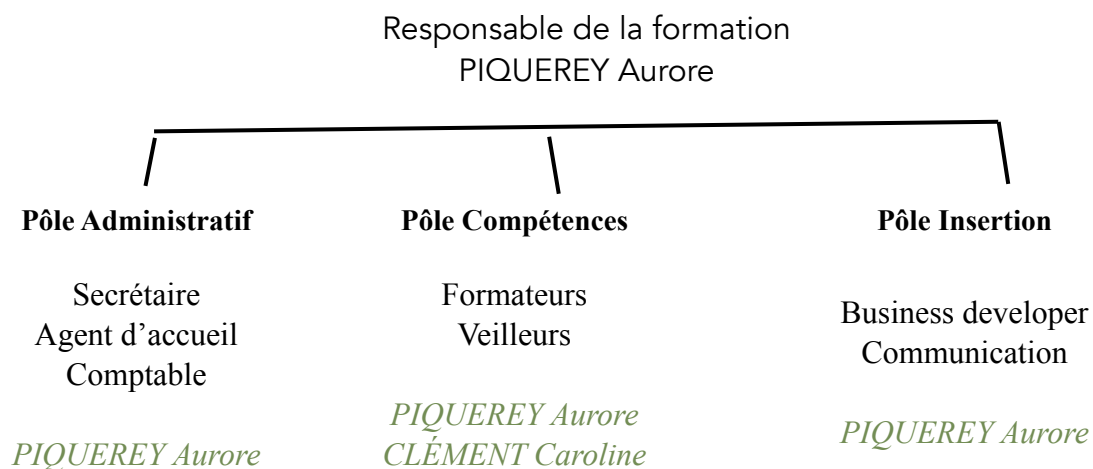 Responsable de la formation
PIQUEREY Aurore
Pôle Administratif
Secrétaire
Agent d’accueil
Comptable
PIQUEREY Aurore
Pôle Compétences
Formateurs
Veilleurs
PIQUEREY Aurore
CLÉMENT Caroline
Pôle Insertion
Business developer
Communication
PIQUEREY Aurore